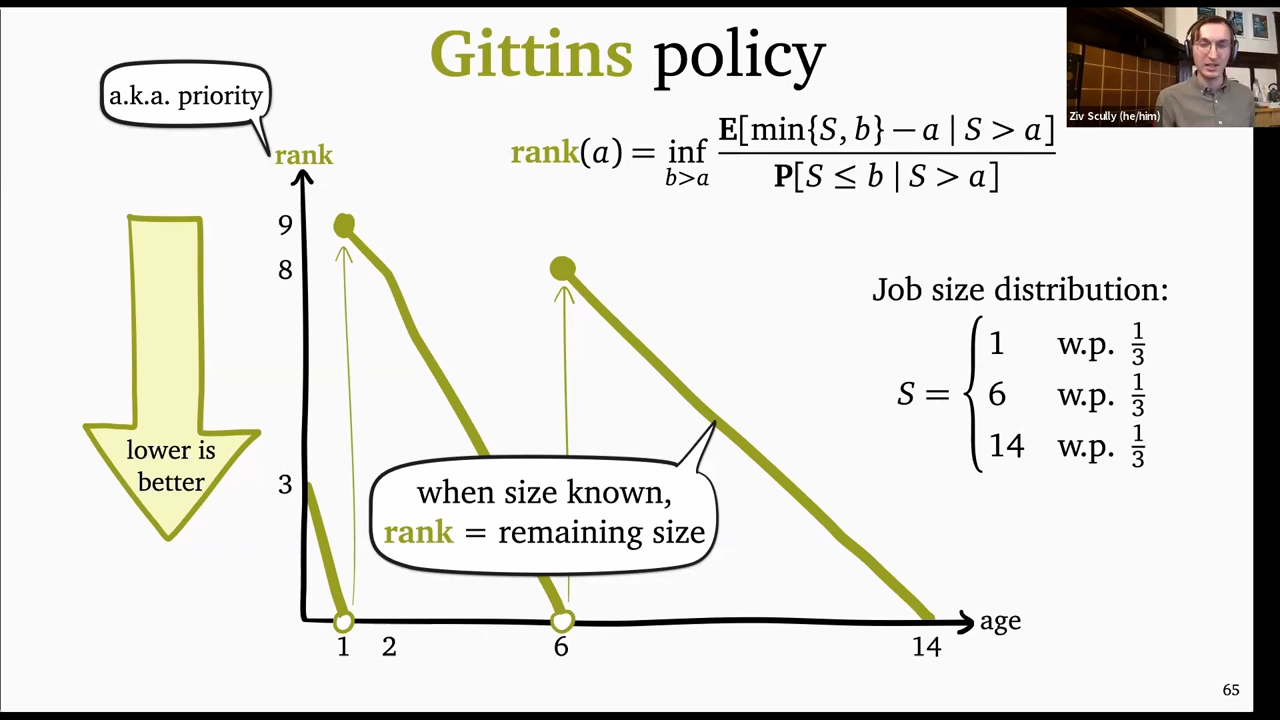 Gittins policy
a.k.a. priority
rank
rank(a) = inf b>a E[min{S, b} − a | S > a] / P[S ≤ b | S > a]
Ziv Scully (he/him)
9
8
3
lower is
better
Job size distribution:
S = { 1 w.p. 1/3
6 w.p. 1/3
14 w.p. 1/3
when size known,
rank = remaining size
age
1 2 6 14
65